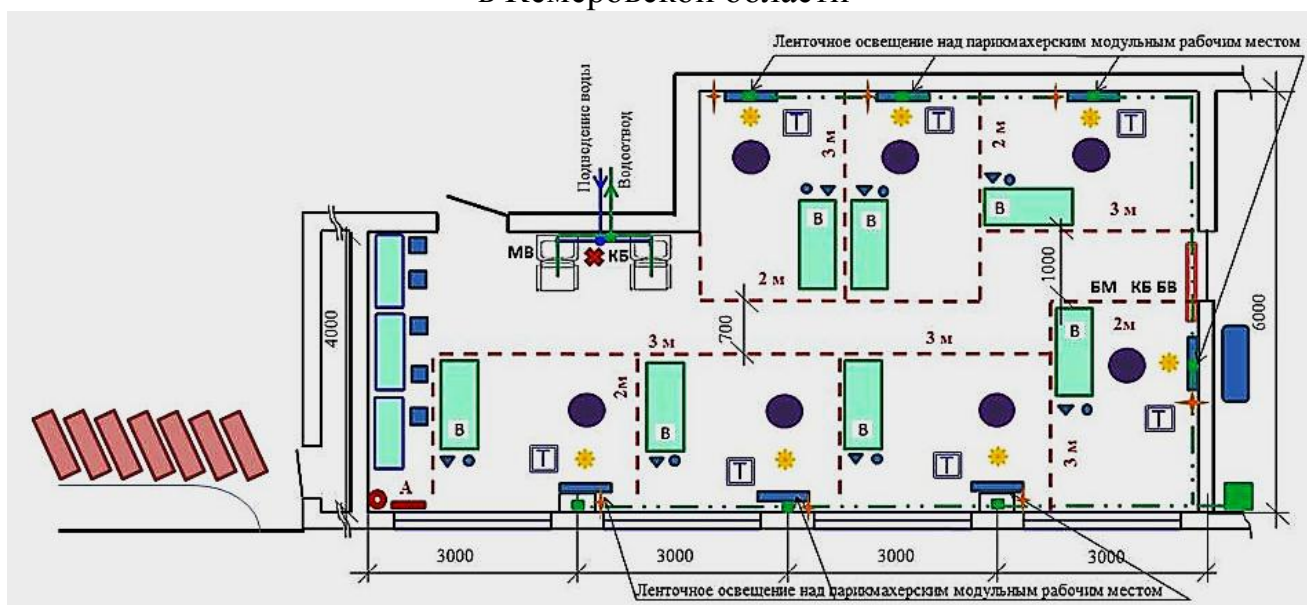 в Кемеровской области
Ленточное освещение над парикмахерским модульным рабочим местом
Подведение воды
Водоотвод
Т
Т
Т
3 м
2 м
В
В
В
3 м
МВ
КБ
2 м
1000
БМ КБ БВ
6000
4000
700
3 м
3 м
В
2м
2м
В
В
В
Т
Т
Т
Т
3 м
А
3000
3000
3000
3000
Ленточное освещение над парикмахерским модульным рабочим местом